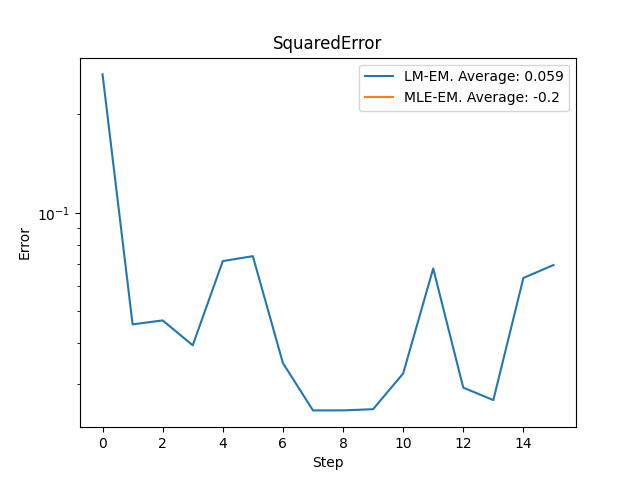 SquaredError
LM-EM. Average: 0.059
MLE-EM. Average: -0.2
Error
10⁻¹
0 2 4 6 8 10 12 14
Step